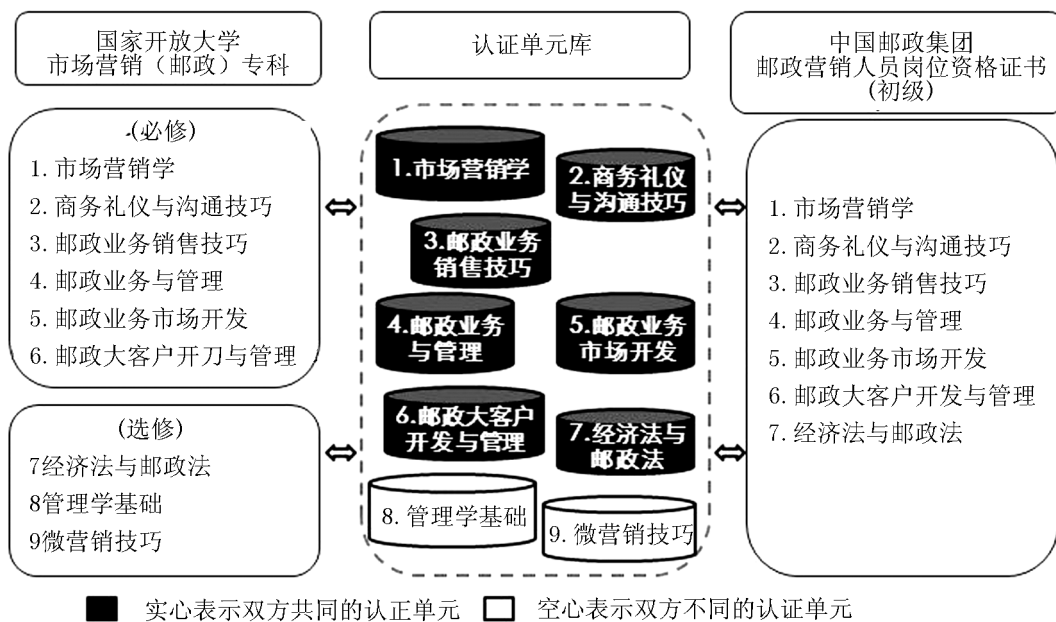 国家开放大学
市场营销（邮政）专科
认证单元库
中国邮政集团
邮政营销人员岗位资格证书
(初级)
(必修)
1. 市场营销学
2. 商务礼仪与沟通技巧
3. 邮政业务销售技巧
4. 邮政业务与管理
5. 邮政业务市场开发
6. 邮政大客户开刀与管理
(选修)
7经济法与邮政法
8管理学基础
9微营销技巧
1.市场营销学
2.商务礼仪
与沟通技巧
3.邮政业务
销售技巧
4.邮政业务
与管理
5.邮政业务
市场开发
6.邮政大客户
开发与管理
7.经济法与
邮政法
8. 管理学基础
9. 微营销技巧
1. 市场营销学
2. 商务礼仪与沟通技巧
3. 邮政业务销售技巧
4. 邮政业务与管理
5. 邮政业务市场开发
6. 邮政大客户开发与管理
7. 经济法与邮政法
实心表示双方共同的认正单元
空心表示双方不同的认证单元